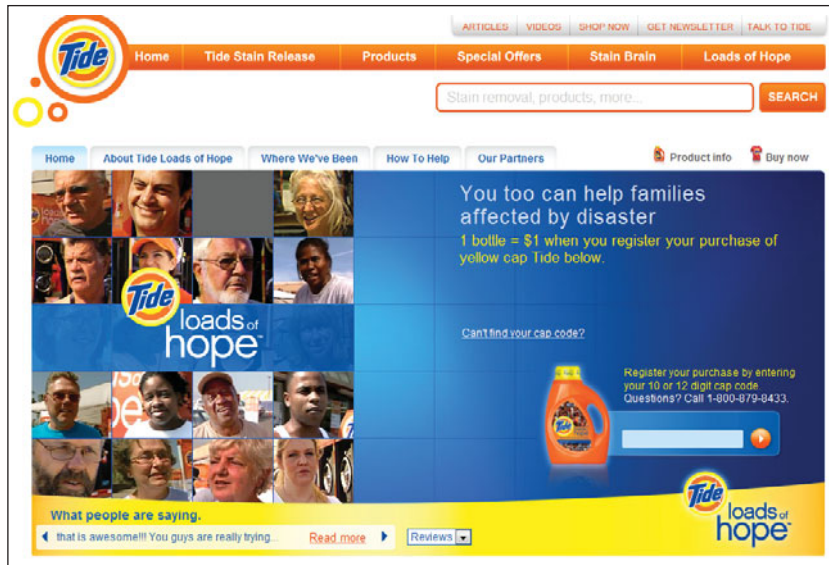 ARTICLES VIDEOS SHOP NOW GET NEWSLETTER TALK TO TIDE
Tide
Home Tide Stain Release Products Special Offers Stain Brain Loads of Hope
Stain removal, products, more...
SEARCH
Home About Tide Loads of Hope Where We've Been How To Help Our Partners
Product info Buy now
You too can help families
affected by disaster
1 bottle = $1 when you register your purchase of
yellow cap Tide below.
Tide
loads of
hope
Can't find your cap code?
Register your purchase by entering
your 10 or 12 digit cap code.
Questions? Call 1-800-879-8433.
Tide
Tide
loads of
hope
What people are saying.
that is awesome!!! You guys are really trying...
Read more
Reviews